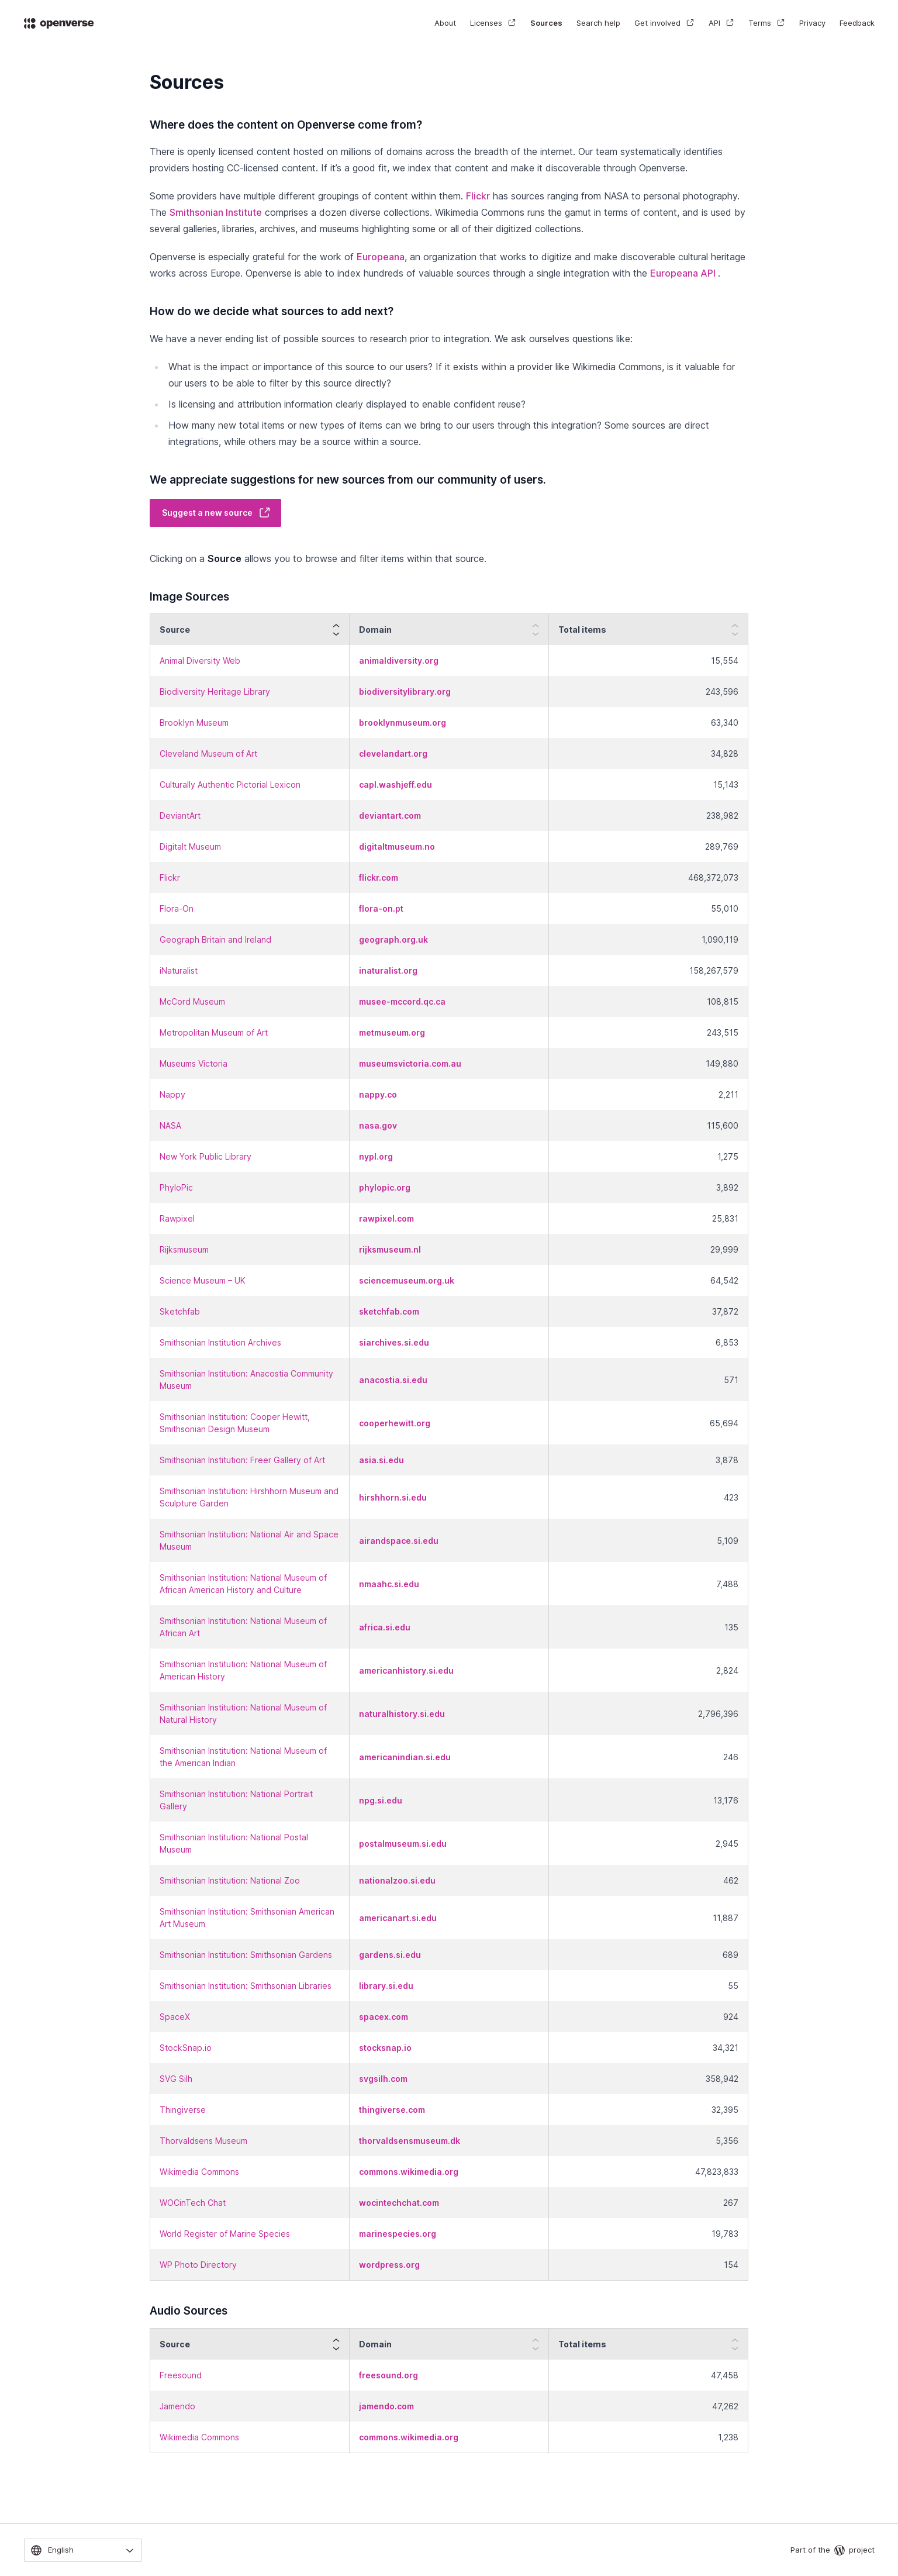 openverse
About Licenses Sources Search help Get involved API Terms Privacy Feedback
Sources
Where does the content on Openverse come from?
There is openly licensed content hosted on millions of domains across the breadth of the internet. Our team systematically identifies
providers hosting CC-licensed content. If it's a good fit, we index that content and make it discoverable through Openverse.
Some providers have multiple different groupings of content within them. Flickr has sources ranging from NASA to personal photography.
The Smithsonian Institute comprises a dozen diverse collections. Wikimedia Commons runs the gamut in terms of content, and is used by
several galleries, libraries, archives, and museums highlighting some or all of their digitized collections.
Openverse is especially grateful for the work of Europeana, an organization that works to digitize and make discoverable cultural heritage
works across Europe. Openverse is able to index hundreds of valuable sources through a single integration with the Europeana API .
How do we decide what sources to add next?
We have a never ending list of possible sources to research prior to integration. We ask ourselves questions like:
What is the impact or importance of this source to our users? If it exists within a provider like Wikimedia Commons, is it valuable for
our users to be able to filter by this source directly?
Is licensing and attribution information clearly displayed to enable confident reuse?
How many new total items or new types of items can we bring to our users through this integration? Some sources are direct
integrations, while others may be a source within a source.
We appreciate suggestions for new sources from our community of users.
Suggest a new source
Clicking on a Source allows you to browse and filter items within that source.
Image Sources
Source Domain Total items
Animal Diversity Web animaldiversity.org 15,554
Biodiversity Heritage Library biodiversitylibrary.org 243,596
Brooklyn Museum brooklynmuseum.org 63,340
Cleveland Museum of Art clevelandart.org 34,828
Culturally Authentic Pictorial Lexicon capl.washjeff.edu 15,143
DeviantArt deviantart.com 238,982
Digitalt Museum digitaltmuseum.no 289,769
Flickr flickr.com 468,372,073
Flora-On flora-on.pt 55,010
Geograph Britain and Ireland geograph.org.uk 1,090,119
iNaturalist inaturalist.org 158,267,579
McCord Museum musee-mccord.qc.ca 108,815
Metropolitan Museum of Art metmuseum.org 243,515
Museums Victoria museumsvictoria.com.au 149,880
Nappy nappy.co 2,211
NASA nasa.gov 115,600
New York Public Library nypl.org 1,275
PhyloPic phylopic.org 3,892
Rawpixel rawpixel.com 25,831
Rijksmuseum rijksmuseum.nl 29,999
Science Museum – UK sciencemuseum.org.uk 64,542
Sketchfab sketchfab.com 37,872
Smithsonian Institution Archives siarchives.si.edu 6,853
Smithsonian Institution: Anacostia Community
Museum anacostia.si.edu 571
Smithsonian Institution: Cooper Hewitt,
Smithsonian Design Museum cooperhewitt.org 65,694
Smithsonian Institution: Freer Gallery of Art asia.si.edu 3,878
Smithsonian Institution: Hirshhorn Museum and
Sculpture Garden hirshhorn.si.edu 423
Smithsonian Institution: National Air and Space
Museum airandspace.si.edu 5,109
Smithsonian Institution: National Museum of
African American History and Culture nmaahc.si.edu 7,488
Smithsonian Institution: National Museum of
African Art africa.si.edu 135
Smithsonian Institution: National Museum of
American History americanhistory.si.edu 2,824
Smithsonian Institution: National Museum of
Natural History naturalhistory.si.edu 2,796,396
Smithsonian Institution: National Museum of
the American Indian americanindian.si.edu 246
Smithsonian Institution: National Portrait
Gallery npg.si.edu 13,176
Smithsonian Institution: National Postal
Museum postalmuseum.si.edu 2,945
Smithsonian Institution: National Zoo nationalzoo.si.edu 462
Smithsonian Institution: Smithsonian American
Art Museum americanart.si.edu 11,887
Smithsonian Institution: Smithsonian Gardens gardens.si.edu 689
Smithsonian Institution: Smithsonian Libraries library.si.edu 55
SpaceX spacex.com 924
StockSnap.io stocksnap.io 34,321
SVG Silh svgsilh.com 358,942
Thingiverse thingiverse.com 32,395
Thorvaldsens Museum thorvaldsensmuseum.dk 5,356
Wikimedia Commons commons.wikimedia.org 47,823,833
WOCinTech Chat wocintechchat.com 267
World Register of Marine Species marinespecies.org 19,783
WP Photo Directory wordpress.org 154
Audio Sources
Source Domain Total items
Freesound freesound.org 47,458
Jamendo jamendo.com 47,262
Wikimedia Commons commons.wikimedia.org 1,238
English
Part of the project